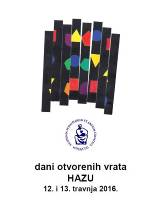 dani otvorenih vrata
HAZU
12. i 13. travnja 2016.